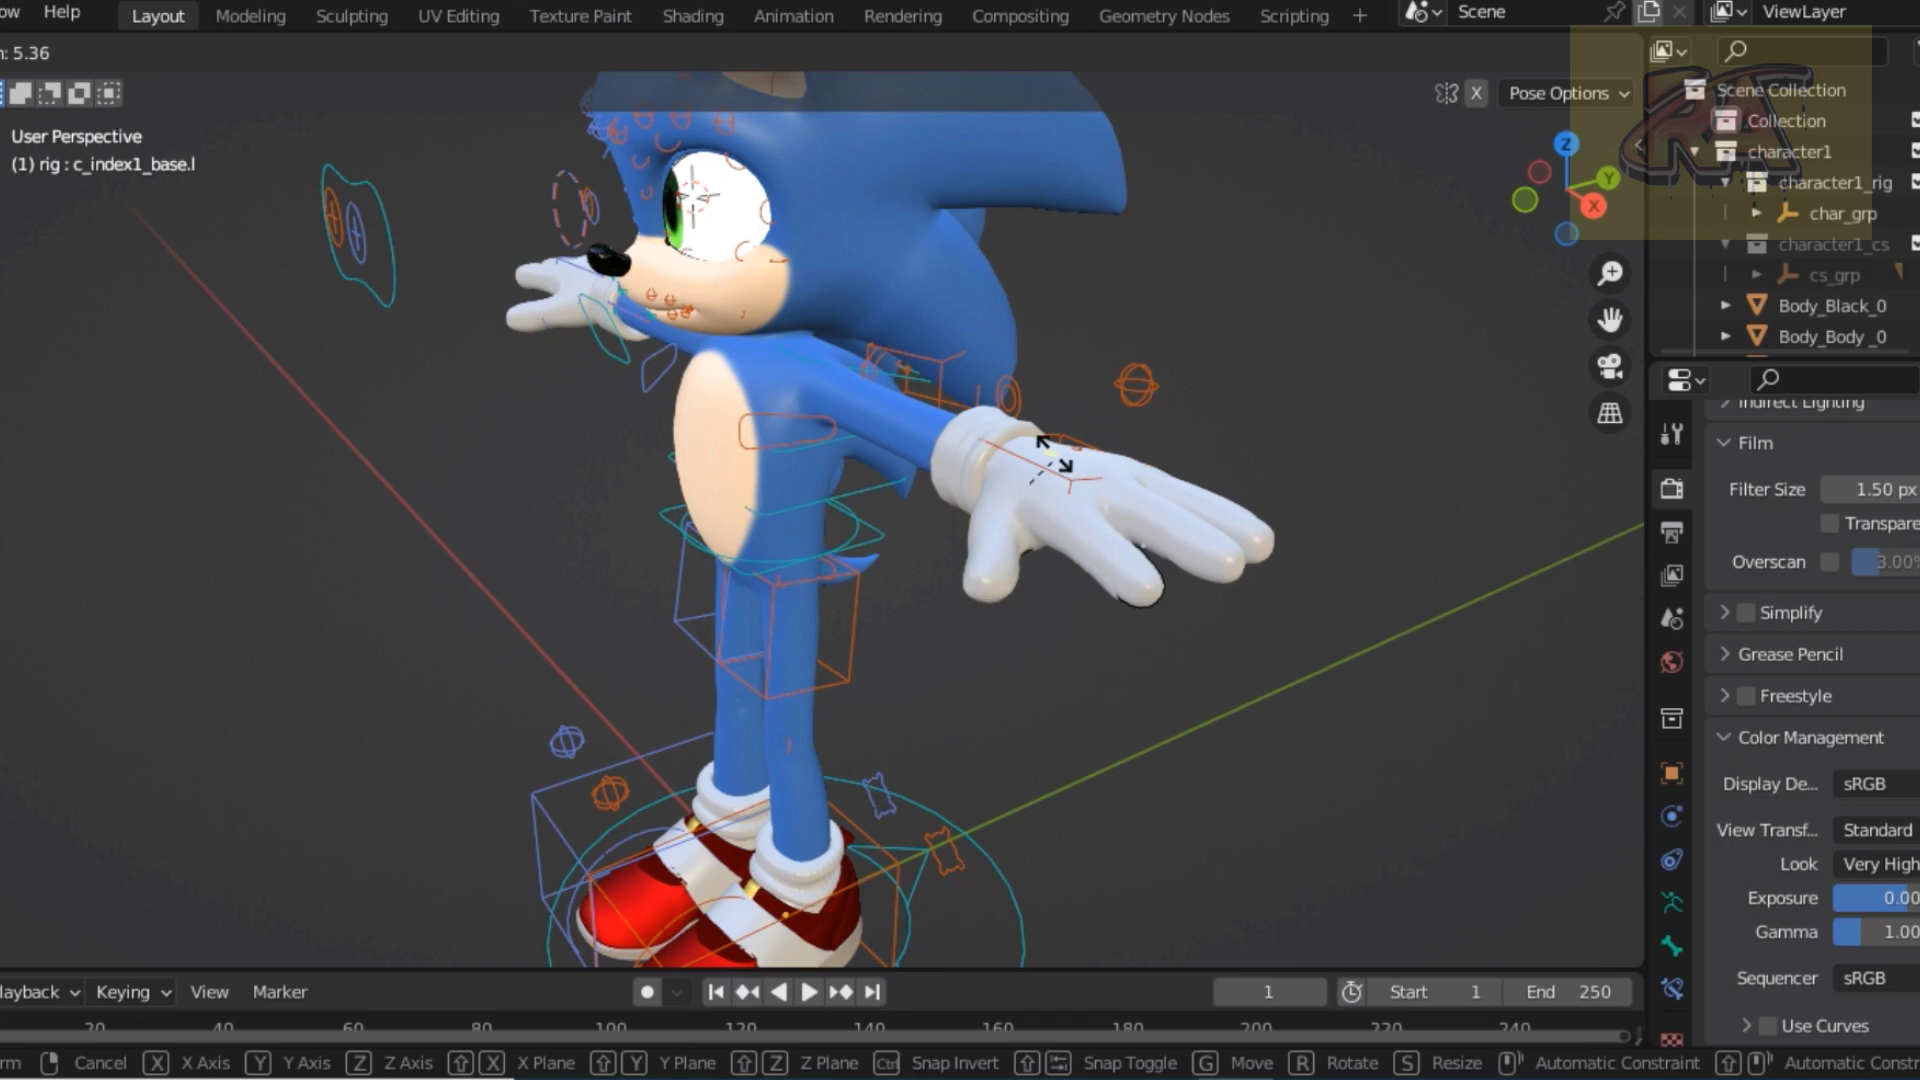 ow Help Layout Modeling Sculpting UV Editing Texture Paint Shading Animation Rendering Compositing Geometry Nodes Scripting + Scene ViewLayer
n: 5.36
X Pose Options
User Perspective
(1) rig : c_index1_base.l
Z
Y
X
Scene Collection
Collection
character1
character1_rig
char_grp
character1_cs
cs_grp
Body_Black_0
Body_Body_0
Indirect Lighting
Film
Filter Size 1.50 px
Transpare
Overscan 3.00%
Simplify
Grease Pencil
Freestyle
Color Management
Display De... sRGB
View Transf... Standard
Look Very High
Exposure 0.00
Gamma 1.00
Sequencer sRGB
Use Curves
layback Keying View Marker 1 Start 1 End 250
20 40 60 80 100 120 140 160 180 200 220 240
rm Cancel X X Axis Y Y Axis Z Z Axis X X Plane Y Y Plane Z Z Plane Ctrl Snap Invert Snap Toggle G Move R Rotate S Resize Automatic Constraint Automatic Constr